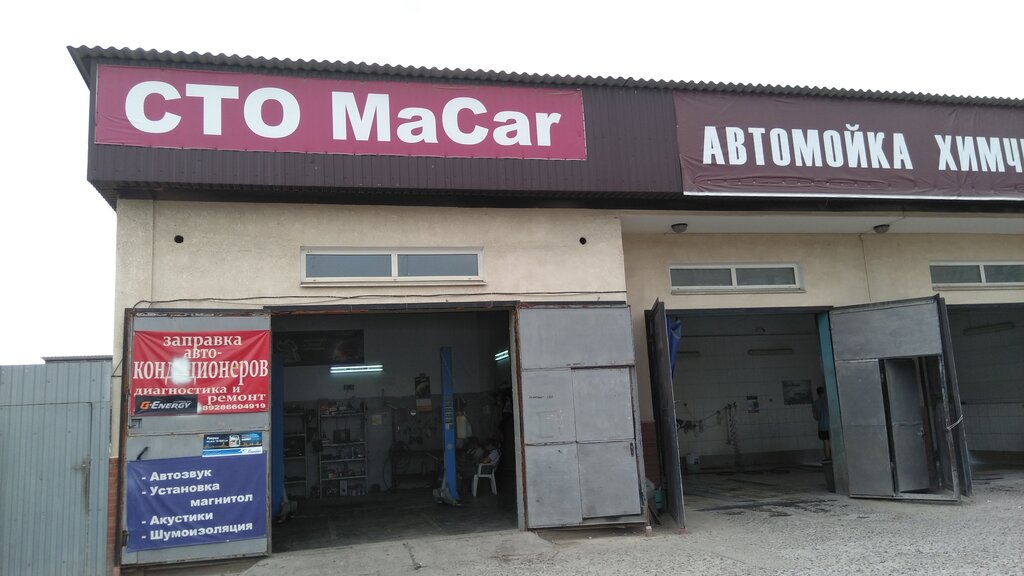 СТО MaCar
АВТОМОЙКА ХИМЧ
заправка
авто-
кондиционеров
диагностика и
ремонт
G-ENERGY
89286604919
- Автозвук
- Установка
магнитол
- Акустики
- Шумоизоляция